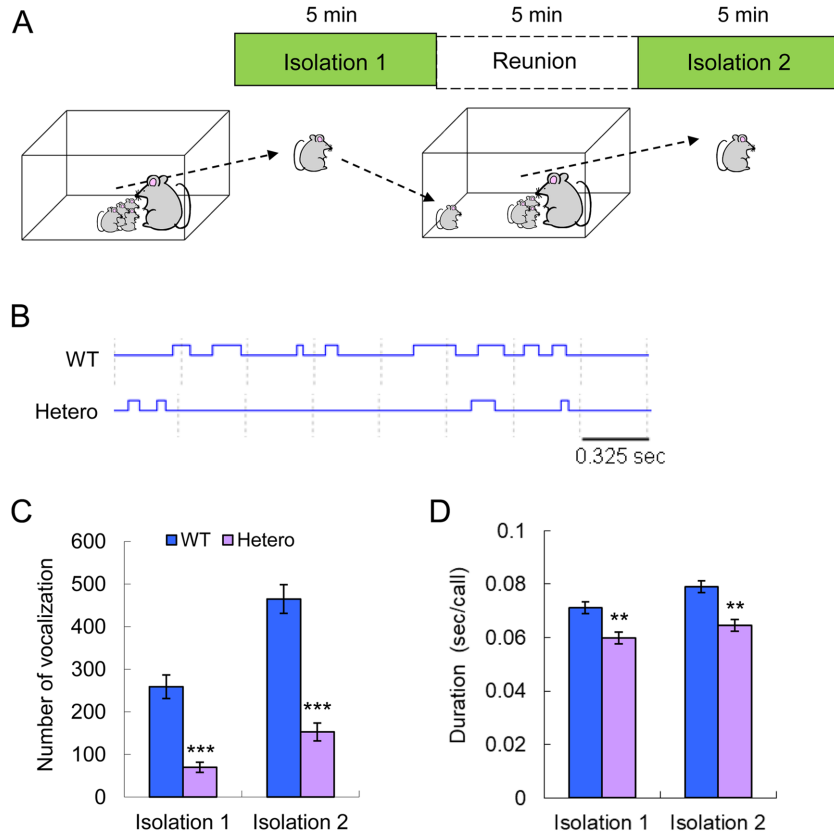 A
5 min 5 min 5 min
Isolation 1 Reunion Isolation 2
B
WT
Hetero
0.325 sec
C
WT Hetero
Number of vocalization
600
500
400
300
200
100
0
***
***
Isolation 1 Isolation 2
D
Duration (sec/call)
0.1
0.08
0.06
0.04
0.02
0
**
**
Isolation 1 Isolation 2